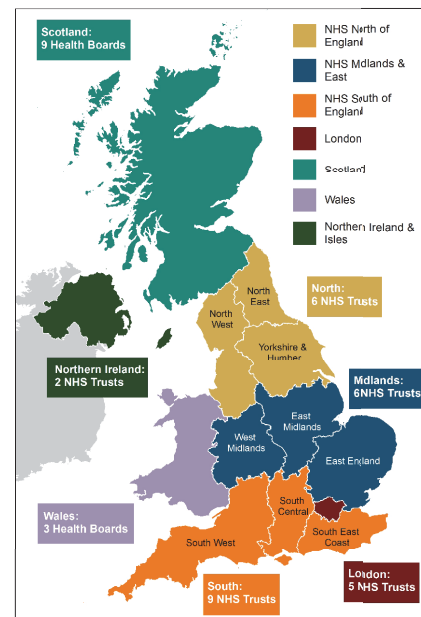 Scotland:
9 Health Boards
NHS North of
England
NHS Midlands &
East
NHS South of
England
London
Scotland
Wales
Northern Ireland &
Isles
North
East
North
West
North:
6 NHS Trusts
Yorkshire &
Humber
Northern Ireland:
2 NHS Trusts
Midlands:
6NHS Trusts
East
Midlands
West
Midlands
East England
Wales:
3 Health Boards
South
Central
South West
South East
Coast
South:
9 NHS Trusts
London:
5 NHS Trusts